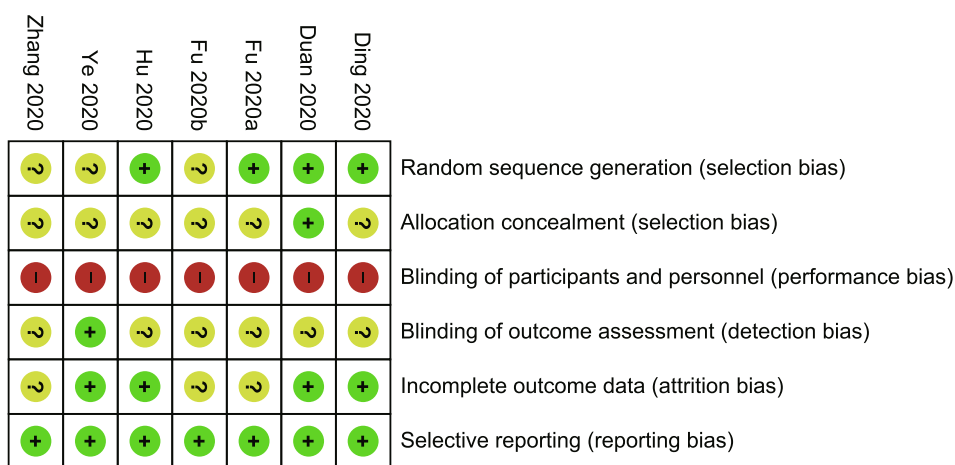 Zhang 2020
Ye 2020
Hu 2020
Fu 2020b
Fu 2020a
Duan 2020
Ding 2020
? ? + ? + + + Random sequence generation (selection bias)
? ? ? ? ? + ? Allocation concealment (selection bias)
– – – – – – – Blinding of participants and personnel (performance bias)
? + ? ? ? ? ? Blinding of outcome assessment (detection bias)
? + + ? ? + + Incomplete outcome data (attrition bias)
+ + + + + + + Selective reporting (reporting bias)